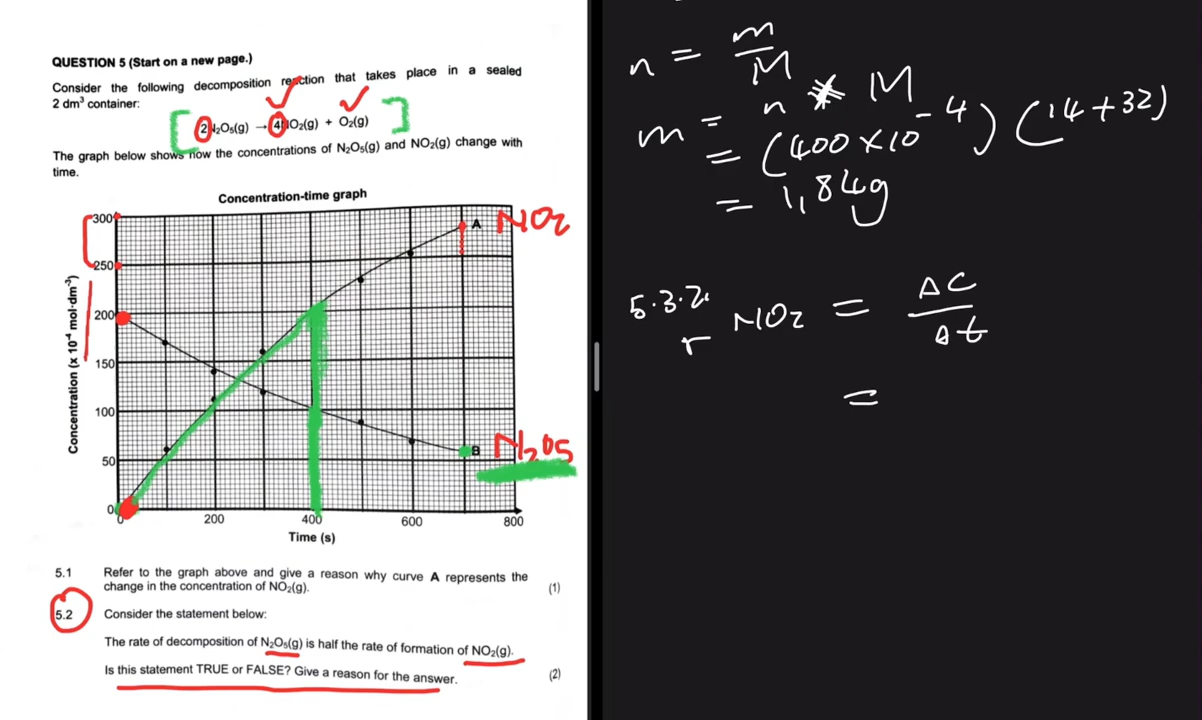 QUESTION 5 (Start on a new page.)
Consider the following decomposition reaction that takes place in a sealed
2 dm³ container:
2N₂O₅(g) → 4NO₂(g) + O₂(g)
The graph below shows how the concentrations of N₂O₅(g) and NO₂(g) change with
time.
Concentration-time graph
300
250
200
150
100
50
0
Concentration (x 10⁻⁴ mol·dm⁻³)
A NO₂
B N₂O₅
0 200 400 600 800
Time (s)
5.1 Refer to the graph above and give a reason why curve A represents the
change in the concentration of NO₂(g). (1)
5.2 Consider the statement below:
The rate of decomposition of N₂O₅(g) is half the rate of formation of NO₂(g).
Is this statement TRUE or FALSE? Give a reason for the answer. (2)
n = m/M
m = n * M
= (400 x 10⁻⁴) (14+32)
= 1,84g
5.3.2. r NO₂ = ΔC/Δt
=